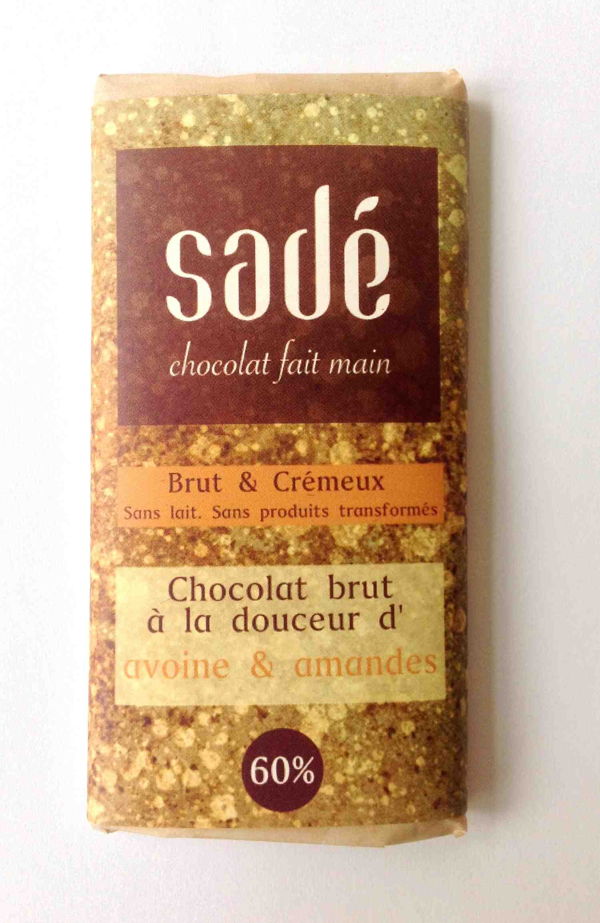 sadé
chocolat fait main
Brut & Crémeux
Sans lait. Sans produits transformés
Chocolat brut
à la douceur d'
avoine & amandes
60%